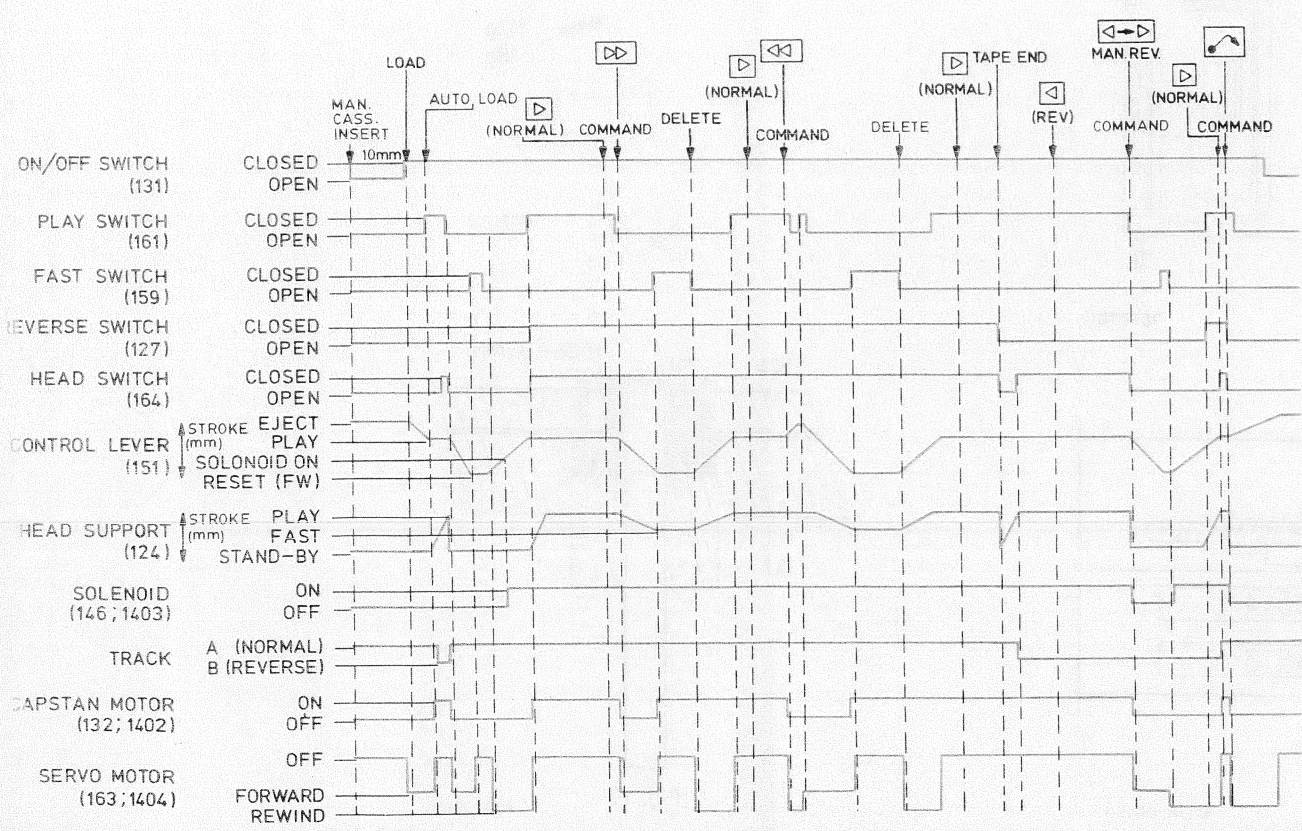 LOAD
MAN. REV.
TAPE END
MAN.
CASS.
INSERT
AUTO, LOAD
(NORMAL)
COMMAND
DELETE
(NORMAL)
COMMAND
DELETE
(NORMAL)
(REV)
COMMAND
(NORMAL)
COMMAND
10mm
ON/OFF SWITCH
(131)
CLOSED
OPEN
PLAY SWITCH
(161)
CLOSED
OPEN
FAST SWITCH
(159)
CLOSED
OPEN
EVERSE SWITCH
(127)
CLOSED
OPEN
HEAD SWITCH
(164)
CLOSED
OPEN
CONTROL LEVER
(151)
STROKE
(mm)
EJECT
PLAY
SOLONOID ON
RESET (FW)
HEAD SUPPORT
(124)
STROKE
(mm)
PLAY
FAST
STAND-BY
SOLENOID
(146;1403)
ON
OFF
TRACK
A (NORMAL)
B (REVERSE)
CAPSTAN MOTOR
(132;1402)
ON
OFF
SERVO MOTOR
(163;1404)
OFF
FORWARD
REWIND